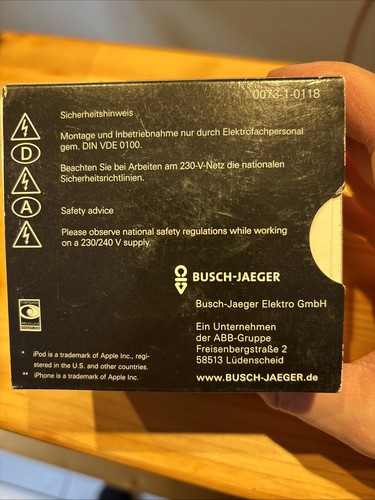 0073-1-0118
Sicherheitshinweis
Montage und Inbetriebnahme nur durch Elektrofachpersonal
gem. DIN VDE 0100.
D
Beachten Sie bei Arbeiten am 230-V-Netz die nationalen
Sicherheitsrichtlinien.
A
Safety advice
Please observe national safety regulations while working
on a 230/240 V supply.
BUSCH-JAEGER
Busch-Jaeger Elektro GmbH
Ein Unternehmen
der ABB-Gruppe
Freisenbergstraße 2
58513 Lüdenscheid
www.BUSCH-JAEGER.de
* iPod is a trademark of Apple Inc., regi-
stered in the U.S. and other countries.
** iPhone is a trademark of Apple Inc.